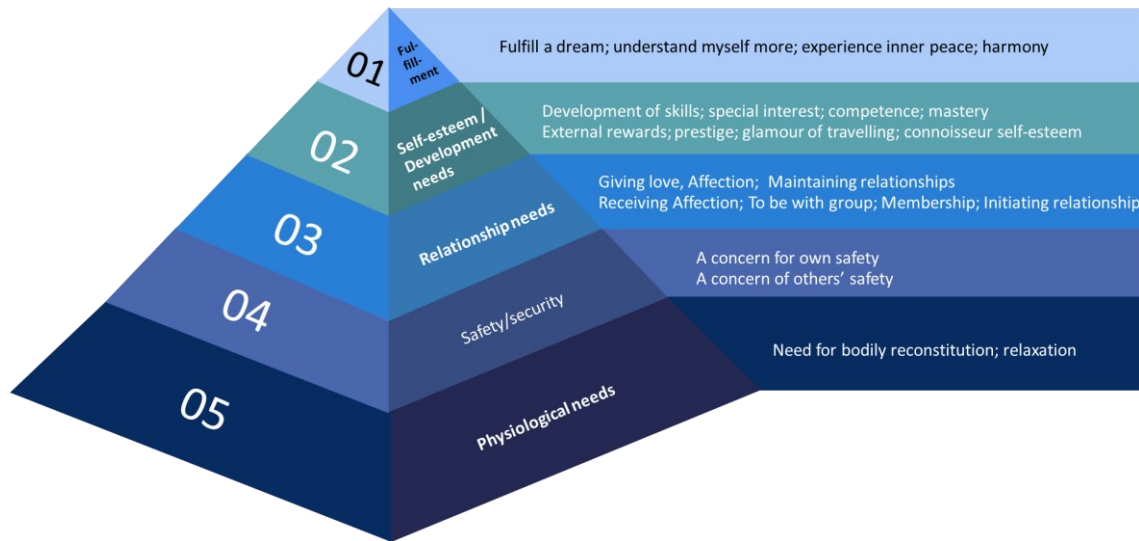 01
Ful-
fill-
ment
Fulfill a dream; understand myself more; experience inner peace; harmony
02
Self-esteem /
Development
needs
Development of skills; special interest; competence; mastery
External rewards; prestige; glamour of travelling; connoisseur self-esteem
03
Relationship needs
Giving love, Affection; Maintaining relationships
Receiving Affection; To be with group; Membership; Initiating relationship
04
Safety/security
A concern for own safety
A concern of others' safety
05
Physiological needs
Need for bodily reconstitution; relaxation